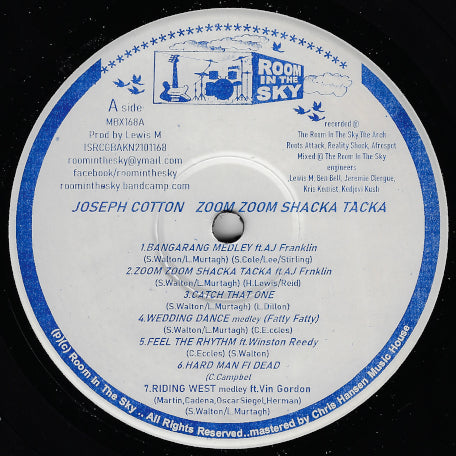 ROOM
IN THE
SKY
A side
MBX168A
Prod by Lewis M
ISRCGBAKN2101168
roominthesky@ymail.com
facebook/roominthesky
roominthesky.bandcamp.com
recorded @
The Room In The Sky,The Arch
Roots Attack, Reality Shock, Afrospot
Mixed @ The Room In The Sky
engineers
,Lewis M, Ben Bell, Jeremie Clengue,
Kris Kemist, Kedjevi Kush
JOSEPH COTTON ZOOM ZOOM SHACKA TACKA
1.BANGARANG MEDLEY ft.AJ Franklin
(S.Walton/L.Murtagh) (S.Cole/Lee/Stirling)
2.ZOOM ZOOM SHACKA TACKA ft.AJ Frnklin
(S.Walton/L.Murtagh) (H.Lewis/Reid)
3.CATCH THAT ONE
(S.Walton/L.Murtagh) (L.Dillon)
4.WEDDING DANCE medley (Fatty Fatty)
(S.Walton/L.Murtagh) (C.E.Eccles)
5.FEEL THE RHYTHM ft.Winston Reedy
(C.Eccles) (S.Walton)
6.HARD MAN FI DEAD
(C.Campbel
7.RIDING WEST medley ft.Vin Gordon
(Martin,Cadena,Oscar Siegel,Herman)
(S.Walton/L.Murtagh)
(p)(c) Room In The Sky .. All Rights Reserved..mastered by Chris Hansen Music House